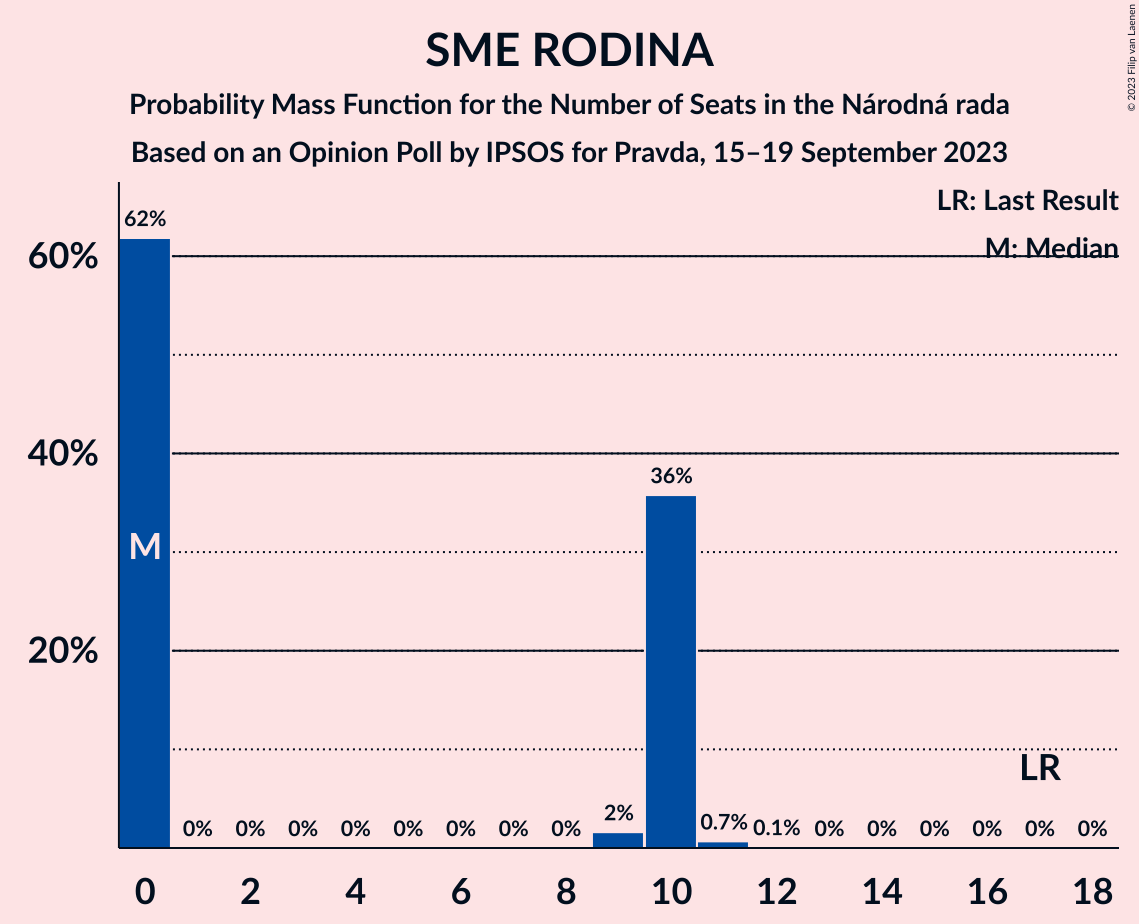 SME RODINA
Probability Mass Function for the Number of Seats in the Národná rada
Based on an Opinion Poll by IPSOS for Pravda, 15–19 September 2023
© 2023 Filip van Laenen
LR: Last Result
M: Median
62%
60%
40%
36%
M
20%
LR
0% 0% 0% 0% 0% 0% 0% 0% 2% 0.7% 0.1% 0% 0% 0% 0% 0% 0%
0 2 4 6 8 10 12 14 16 18